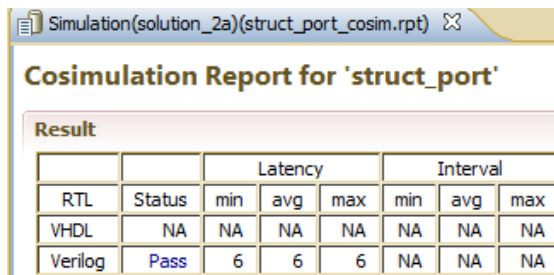 Simulation(solution_2a)(struct_port_cosim.rpt)
Cosimulation Report for 'struct_port'
Result
Latency Interval
RTL Status min avg max min avg max
VHDL NA NA NA NA NA NA NA
Verilog Pass 6 6 6 NA NA NA